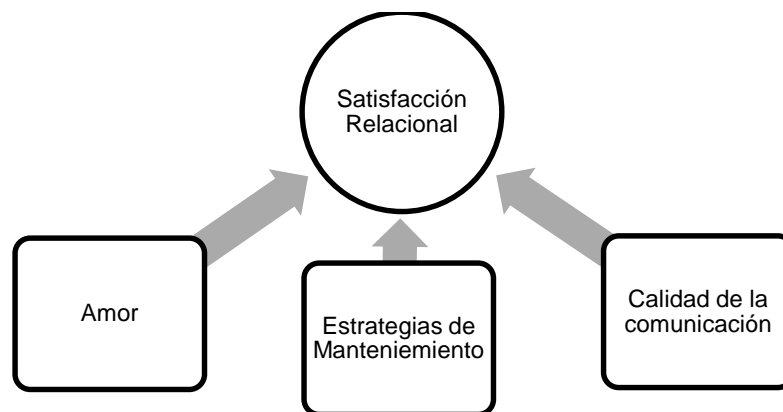 Satisfacción
Relacional
Amor
Estrategias de
Manteniemiento
Calidad de la
comunicación